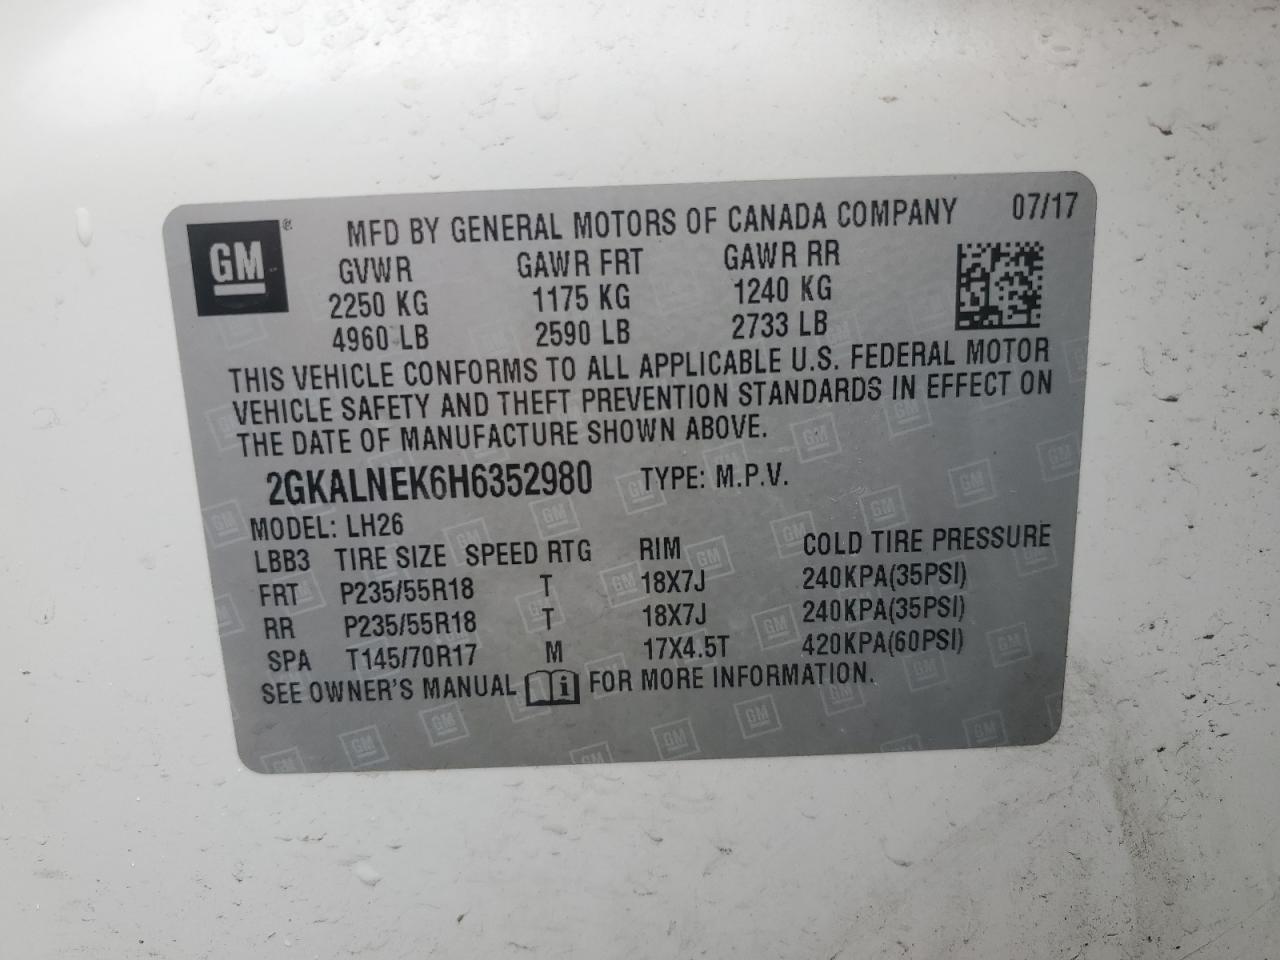 GM ® MFD BY GENERAL MOTORS OF CANADA COMPANY 07/17
GVWR GAWR FRT GAWR RR
2250 KG 1175 KG 1240 KG
4960 LB 2590 LB 2733 LB
THIS VEHICLE CONFORMS TO ALL APPLICABLE U.S. FEDERAL MOTOR
VEHICLE SAFETY AND THEFT PREVENTION STANDARDS IN EFFECT ON
THE DATE OF MANUFACTURE SHOWN ABOVE.
2GKALNEK6H6352980 TYPE: M.P.V.
MODEL: LH26
LBB3 TIRE SIZE SPEED RTG RIM COLD TIRE PRESSURE
FRT P235/55R18 T 18X7J 240KPA(35PSI)
RR P235/55R18 T 18X7J 240KPA(35PSI)
SPA T145/70R17 M 17X4.5T 420KPA(60PSI)
SEE OWNER'S MANUAL i FOR MORE INFORMATION.